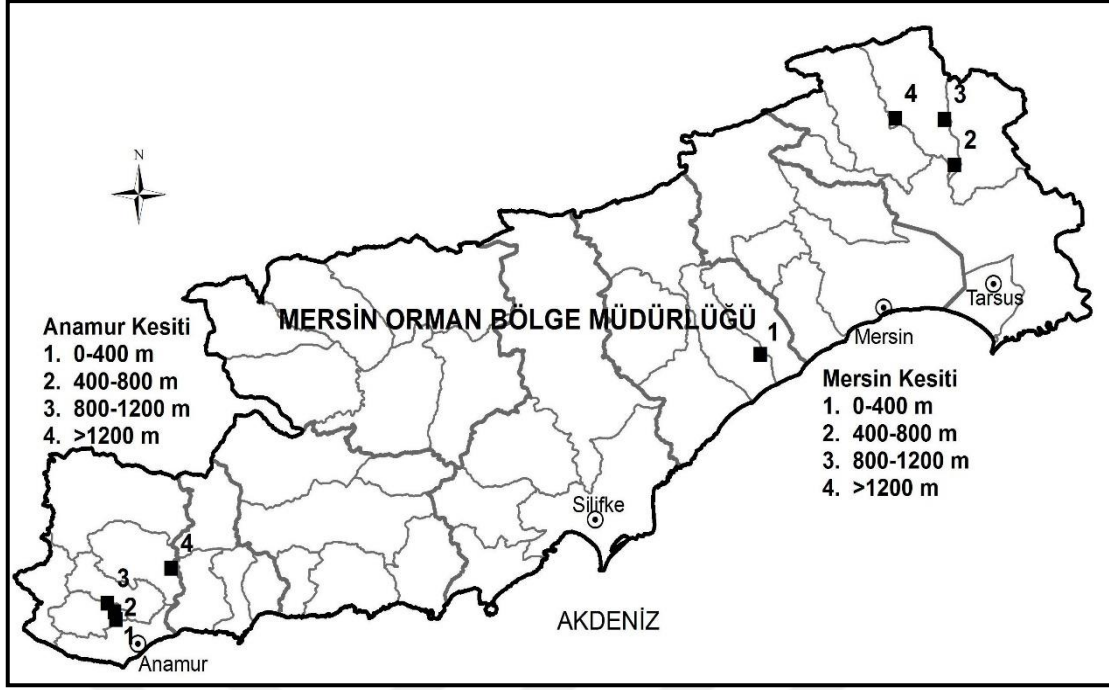 4
3
2
N
MERSİN ORMAN BÖLGE MÜDÜRLÜĞÜ
Tarsus
Mersin
1
Anamur Kesiti
1. 0-400 m
2. 400-800 m
3. 800-1200 m
4. >1200 m
Mersin Kesiti
1. 0-400 m
2. 400-800 m
3. 800-1200 m
4. >1200 m
Silifke
4
3
2
1
Anamur
AKDENİZ